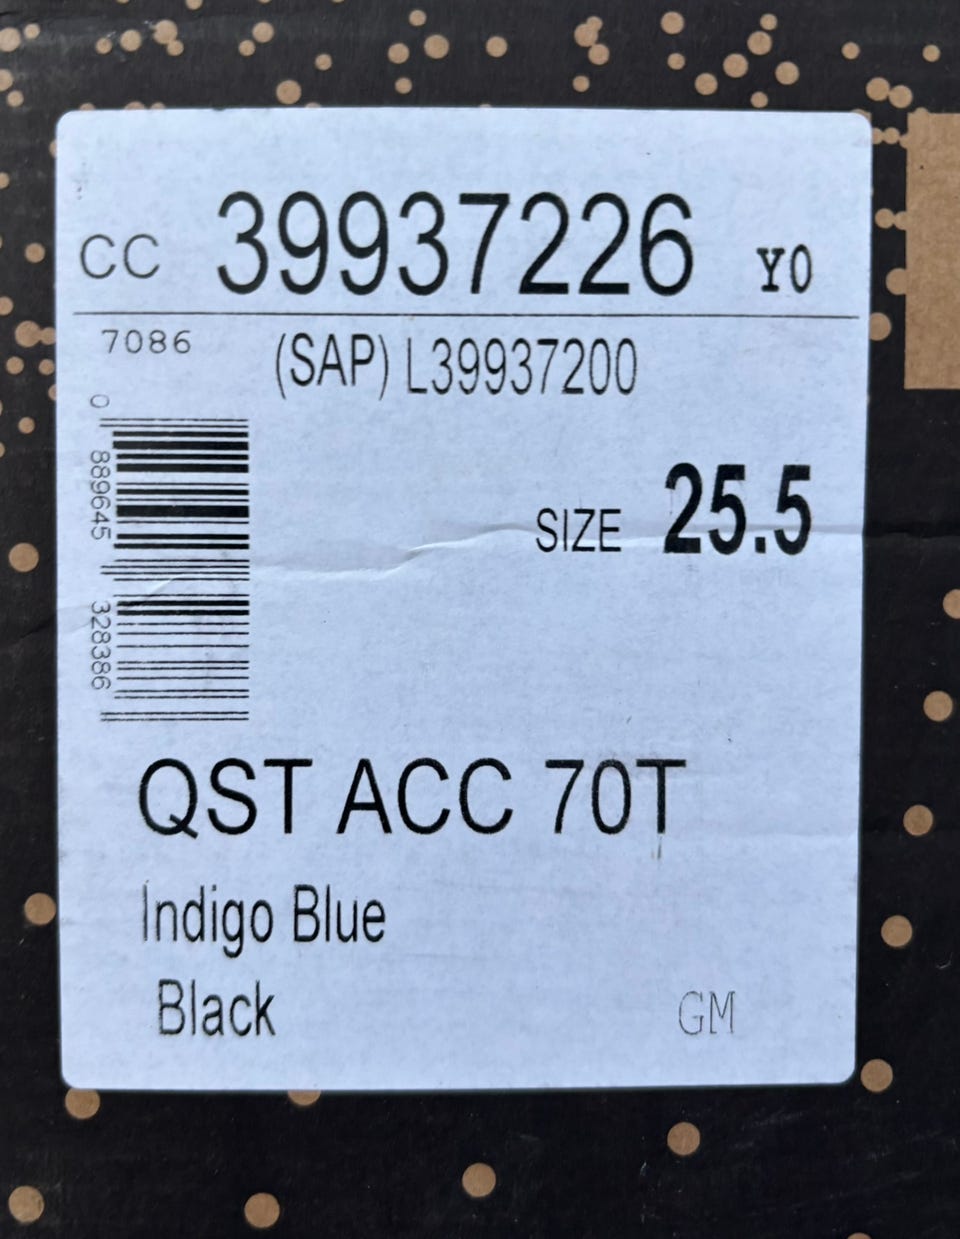 CC 39937226 Y0
7086 (SAP) L39937200
0 889645 328386
SIZE 25.5
QST ACC 70T
Indigo Blue
Black GM